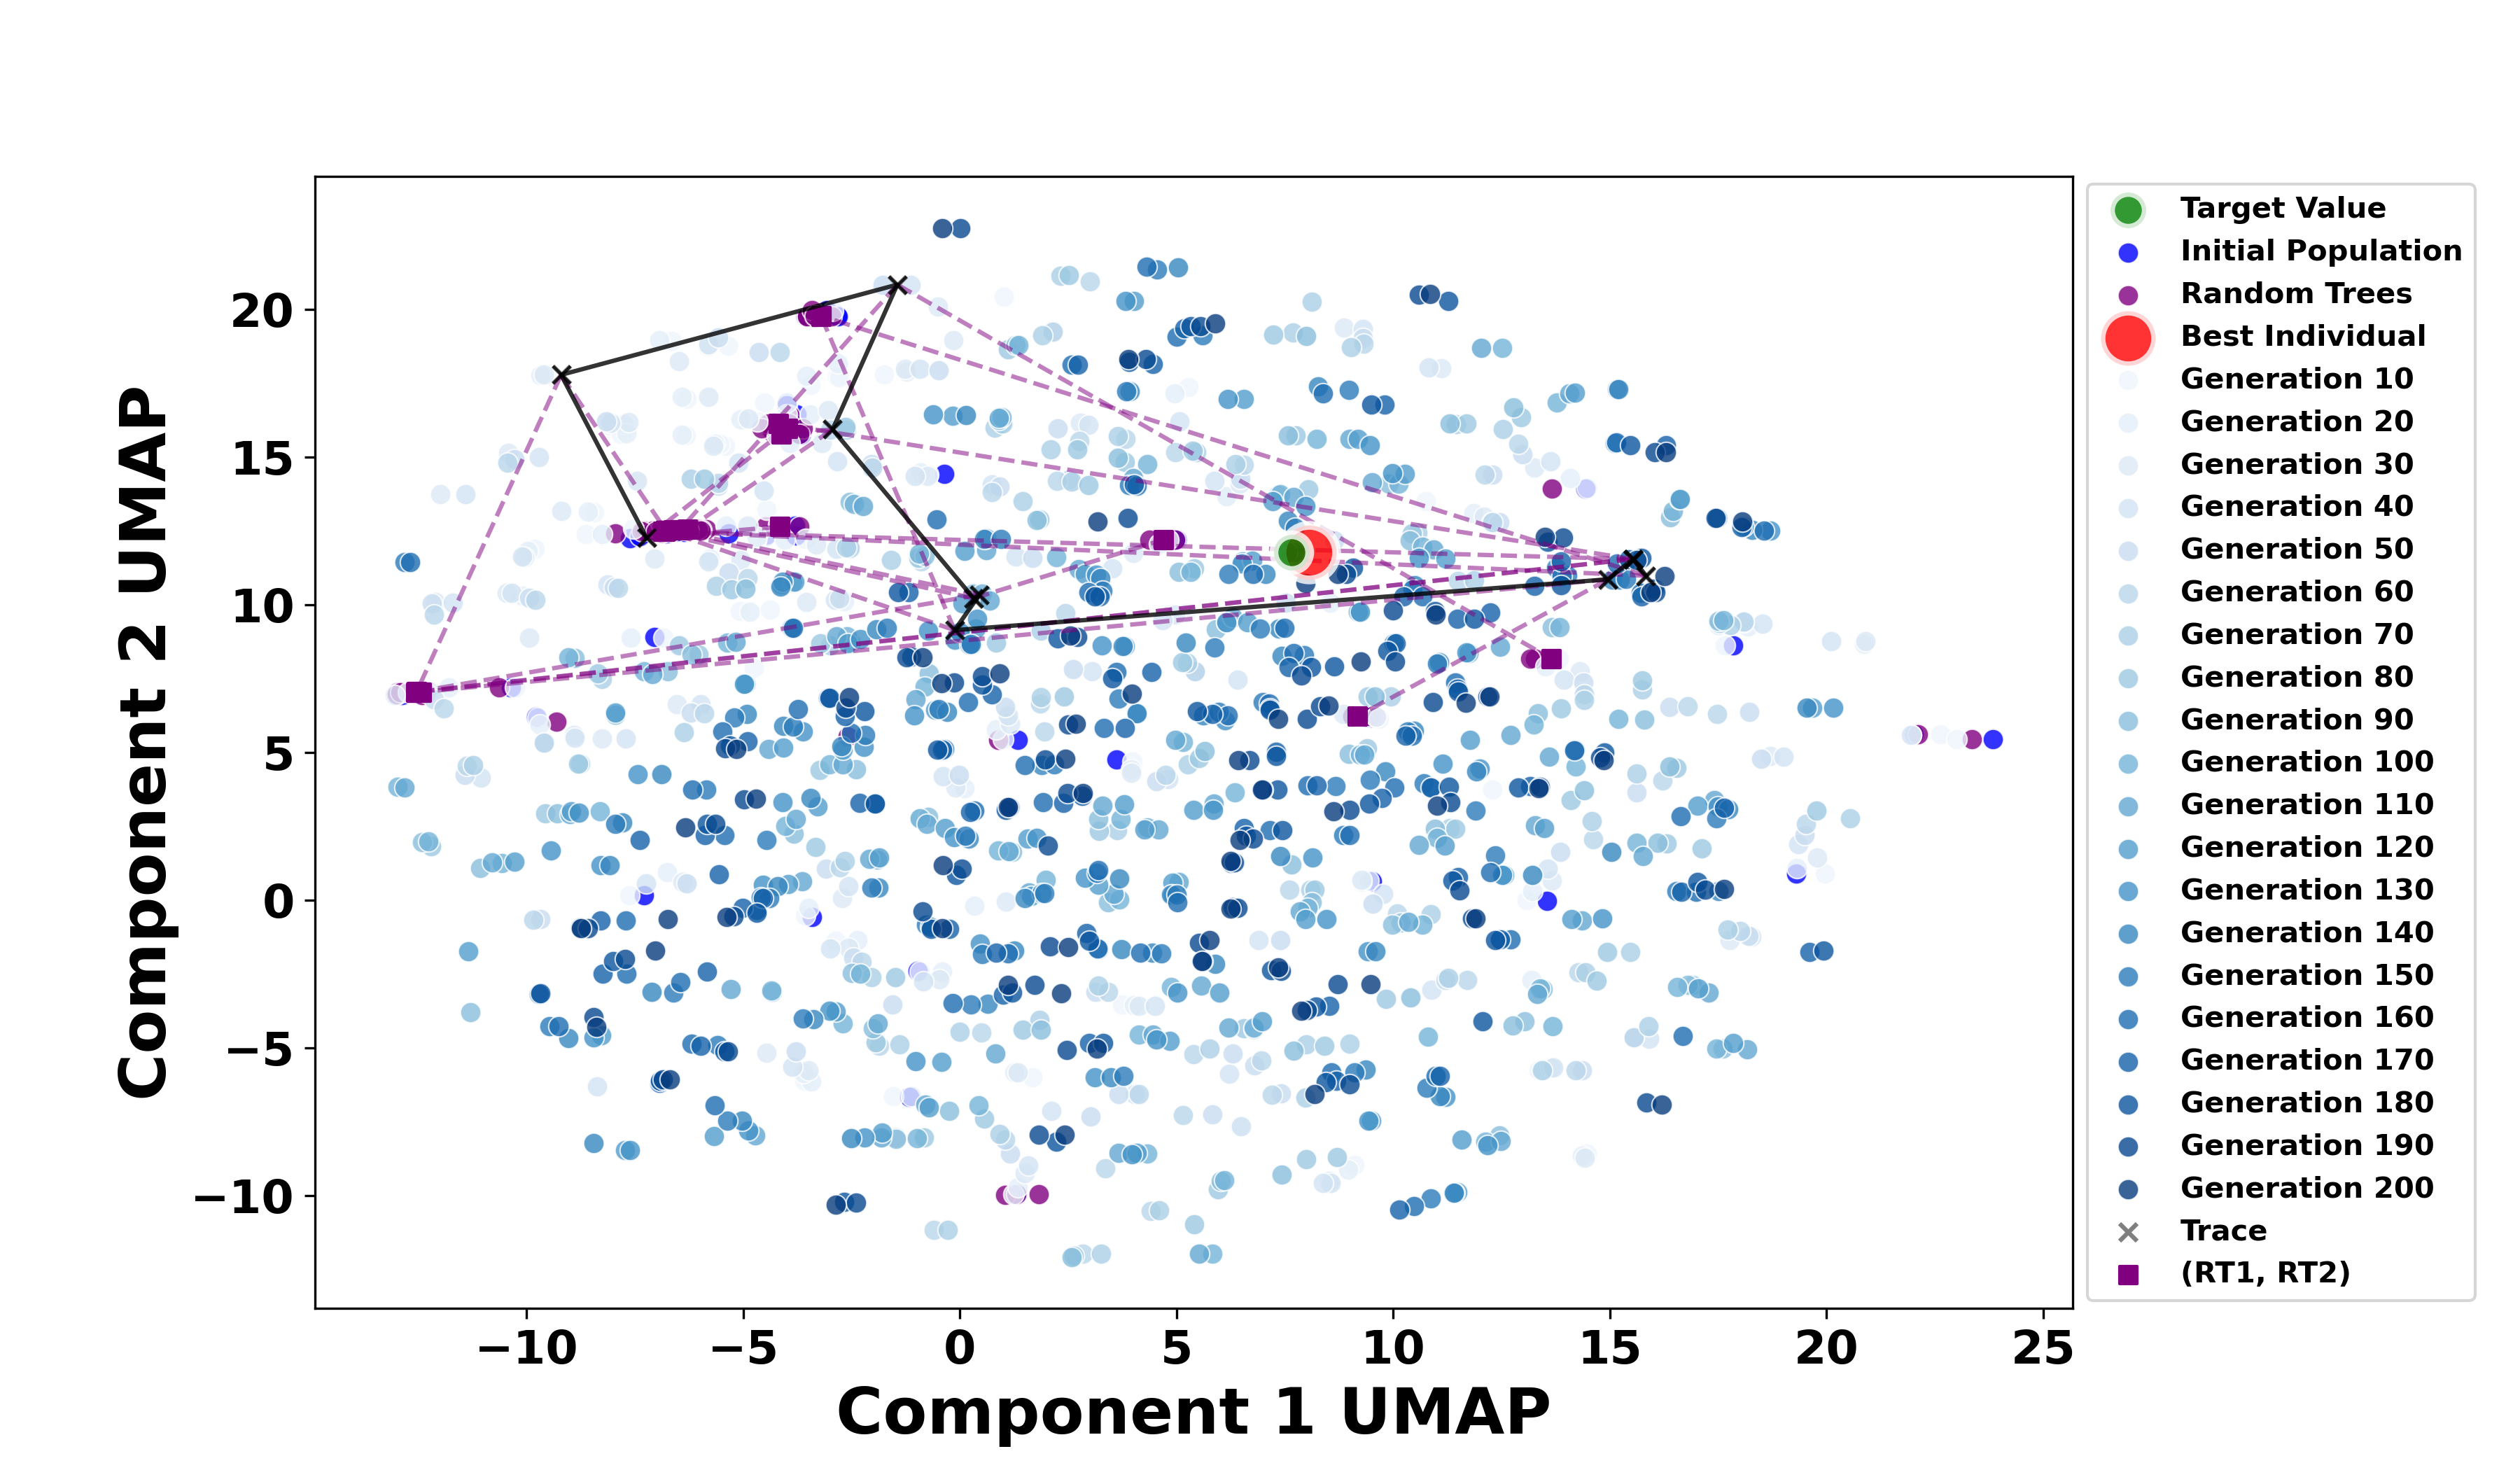 20
15
10
5
0
−5
−10
Component 2 UMAP
−10 −5 0 5 10 15 20 25
Component 1 UMAP
Target Value
Initial Population
Random Trees
Best Individual
Generation 10
Generation 20
Generation 30
Generation 40
Generation 50
Generation 60
Generation 70
Generation 80
Generation 90
Generation 100
Generation 110
Generation 120
Generation 130
Generation 140
Generation 150
Generation 160
Generation 170
Generation 180
Generation 190
Generation 200
Trace
(RT1, RT2)